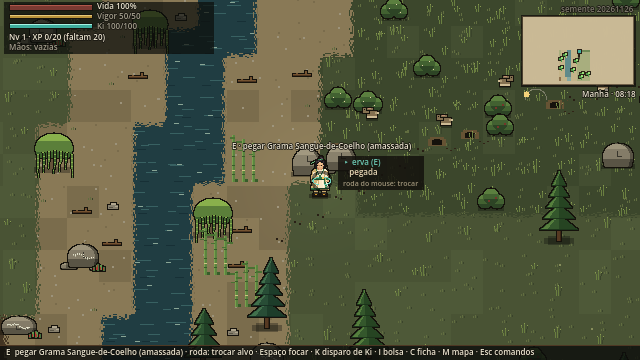 Vida 100%
Vigor 50/50
Ki 100/100
Nv 1 · XP 0/20 (faltam 20)
Mãos: vazias
semente 20261126
Manhã · 08:18
E · pegar Grama Sangue-de-Coelho (amassada)
• erva (E)
pegada
roda do mouse: trocar
E pegar Grama Sangue-de-Coelho (amassada) · roda: trocar alvo · Espaço focar · K disparo de Ki · I bolsa · C ficha · M mapa · Esc comandos